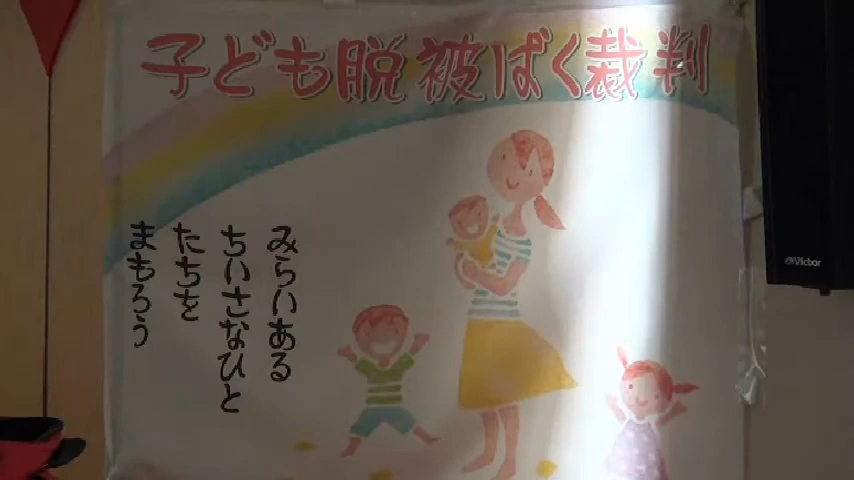 子ども脱被ばく裁判
みらいある
ちいさなひと
たちを
まもろう
Victor